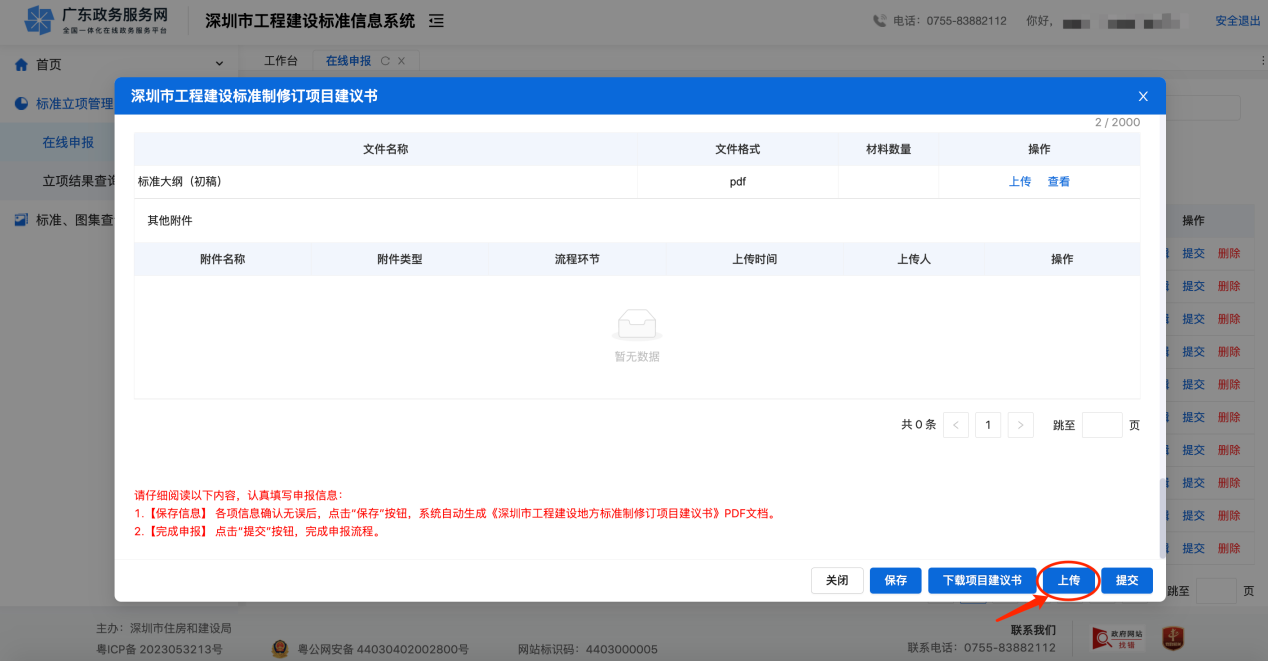 广东政务服务网
全国一体化在线政务服务平台
深圳市工程建设标准信息系统
电话：0755-83882112
你好，
安全退出
首页
工作台
在线申报
标准立项管理
在线申报
立项结果查询
标准、图集查
深圳市工程建设标准制修订项目建议书
2 / 2000
文件名称 文件格式 材料数量 操作
标准大纲（初稿） pdf 上传 查看
其他附件
附件名称 附件类型 流程环节 上传时间 上传人 操作
暂无数据
共 0 条 < 1 > 跳至 页
请仔细阅读以下内容，认真填写申报信息：
1.【保存信息】 各项信息确认无误后，点击“保存”按钮，系统自动生成《深圳市工程建设地方标准制修订项目建议书》PDF文档。
2.【完成申报】 点击“提交”按钮，完成申报流程。
关闭 保存 下载项目建议书 上传 提交
操作
提交 删除
提交 删除
提交 删除
提交 删除
提交 删除
提交 删除
提交 删除
提交 删除
提交 删除
提交 删除
跳至 页
主办：深圳市住房和建设局
粤ICP备 2023053213号
粤公网安备 44030402002800号
网站标识码：4403000005
联系我们
联系电话：0755-83882112
政府网站
找错